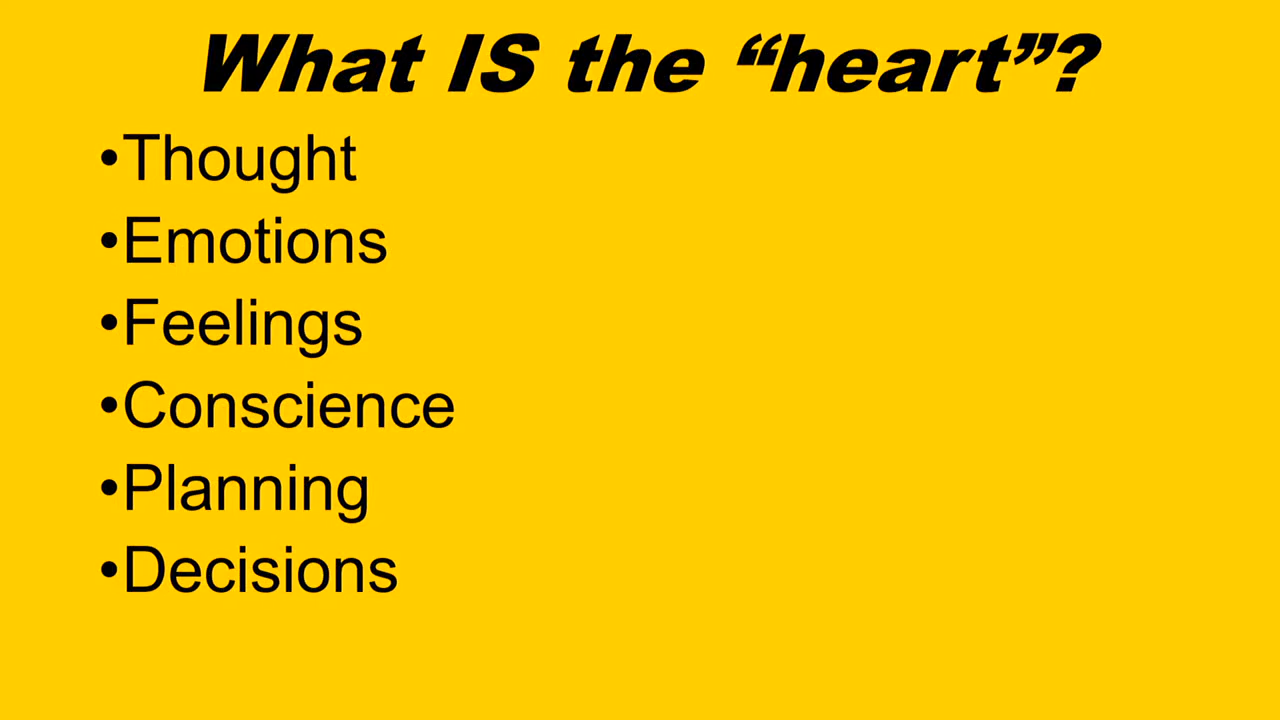 What IS the “heart”?
•Thought
•Emotions
•Feelings
•Conscience
•Planning
•Decisions